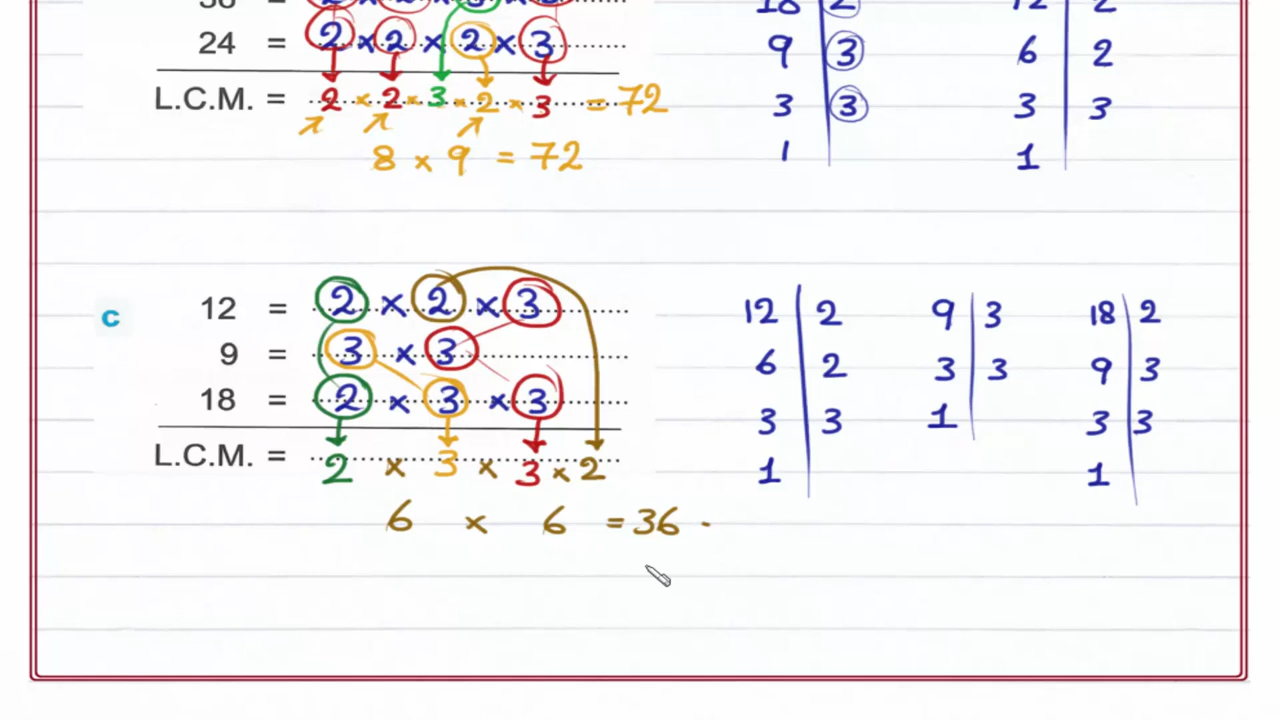 24 = 2 × 2 × 2 × 3
L.C.M. = 2 × 2 × 3 × 2 × 3 = 72
8 × 9 = 72
18 2 12 2
9 3 6 2
3 3 3 3
1 1
c
12 = 2 × 2 × 3
9 = 3 × 3
18 = 2 × 3 × 3
L.C.M. = 2 × 3 × 3 × 2
6 × 6 = 36 .
12 2 9 3 18 2
6 2 3 3 9 3
3 3 1 3 3
1 1